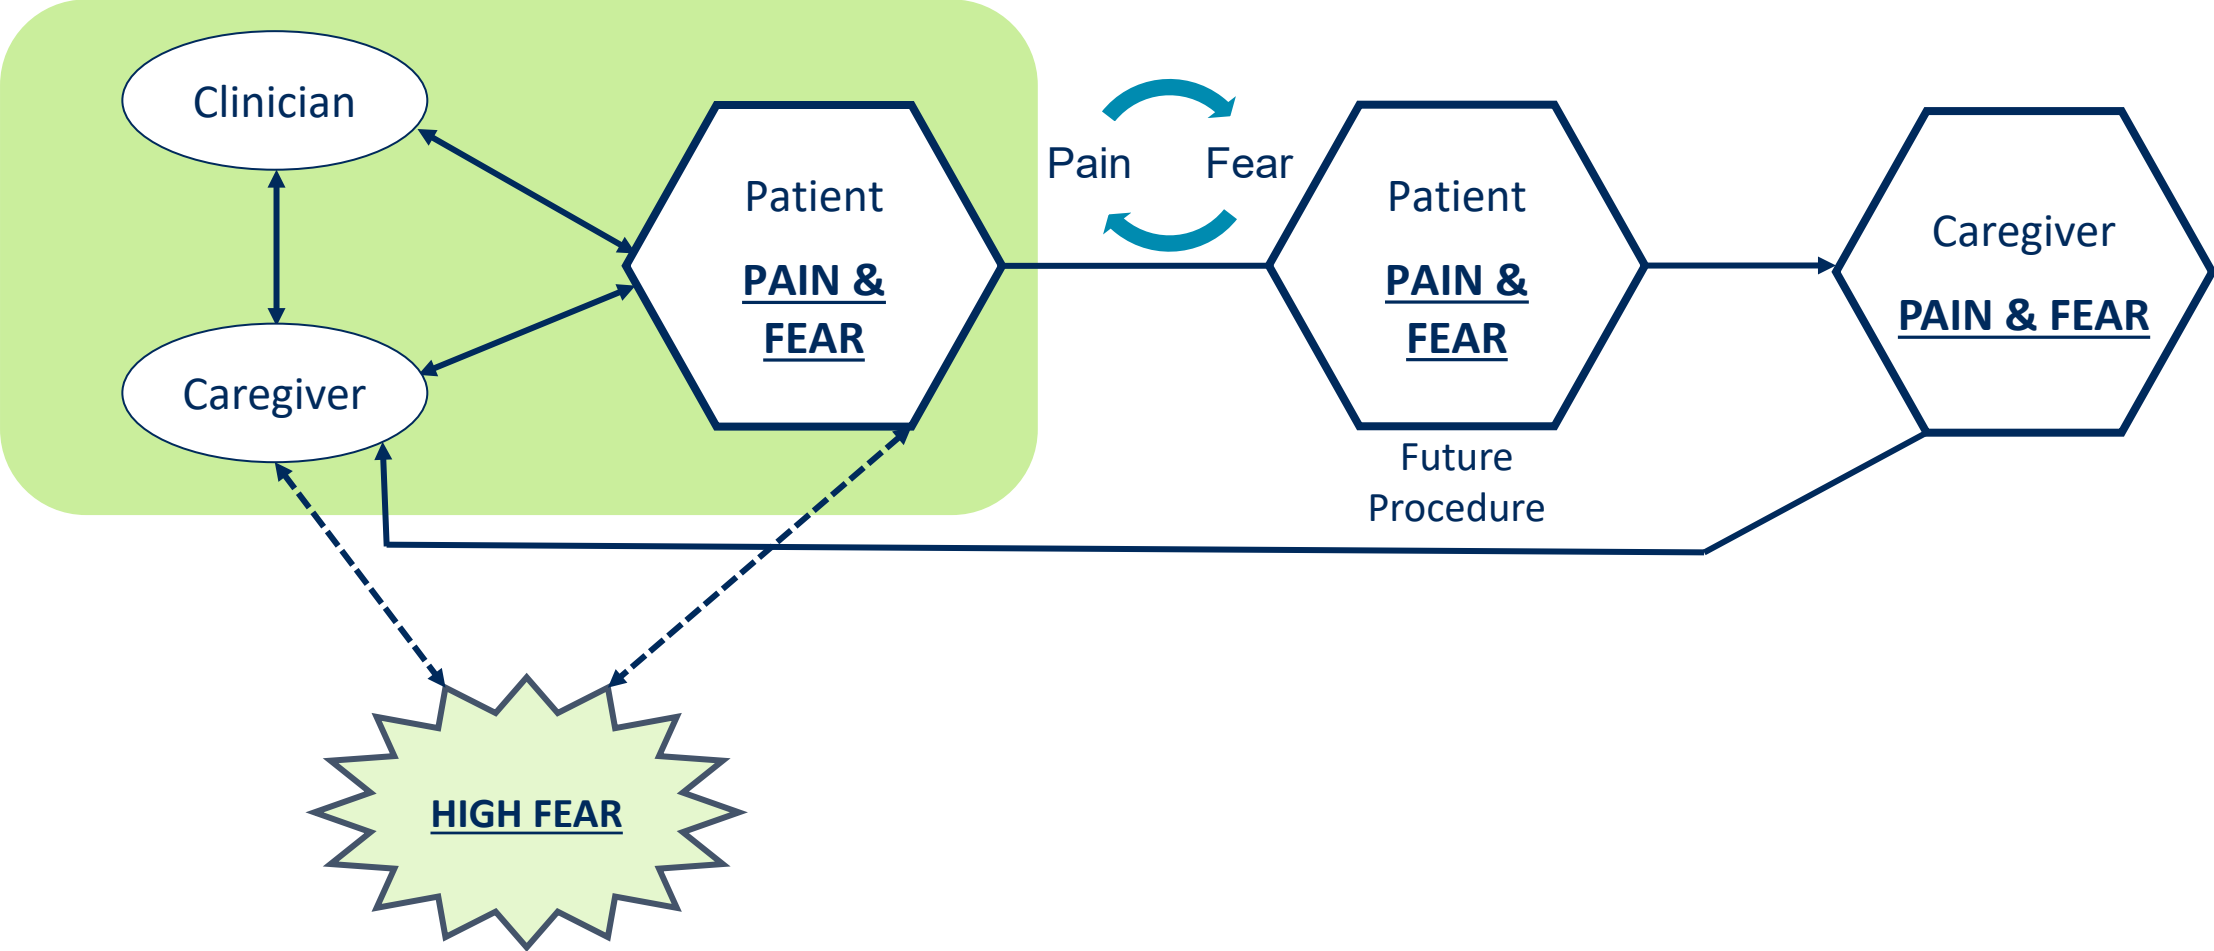 Clinician
Caregiver
Patient
PAIN &
FEAR
Pain
Fear
Patient
PAIN &
FEAR
Future
Procedure
Caregiver
PAIN & FEAR
HIGH FEAR